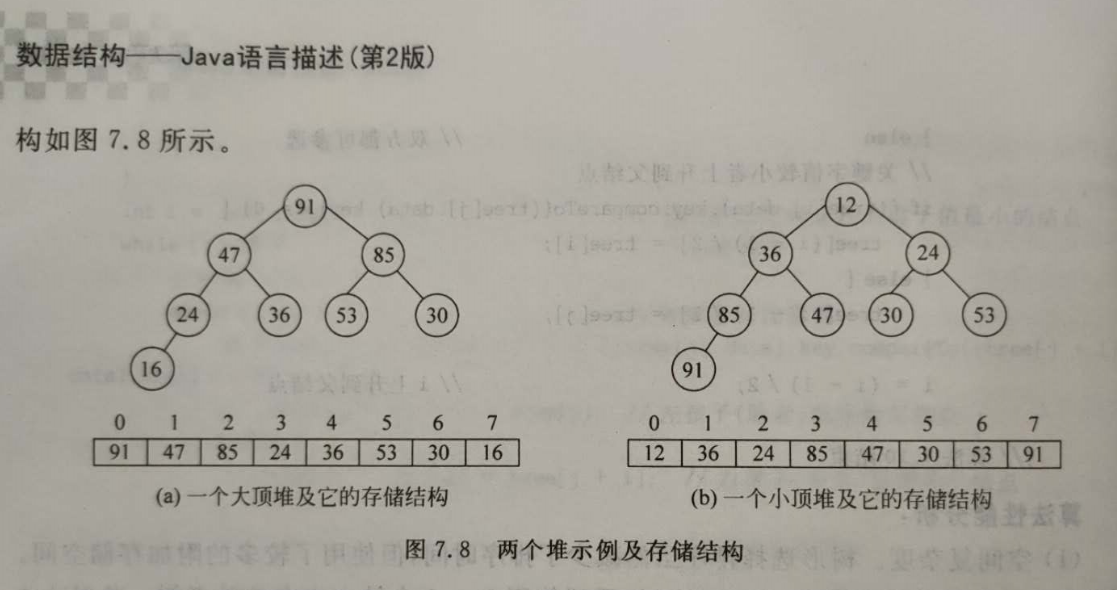 数据结构——Java语言描述(第2版)
构如图 7.8 所示。
91
47 85
24 36 53 30
16
0 1 2 3 4 5 6 7
91 47 85 24 36 53 30 16
(a) 一个大顶堆及它的存储结构
12
36 24
85 47 30 53
91
0 1 2 3 4 5 6 7
12 36 24 85 47 30 53 91
(b) 一个小顶堆及它的存储结构
图 7.8 两个堆示例及存储结构